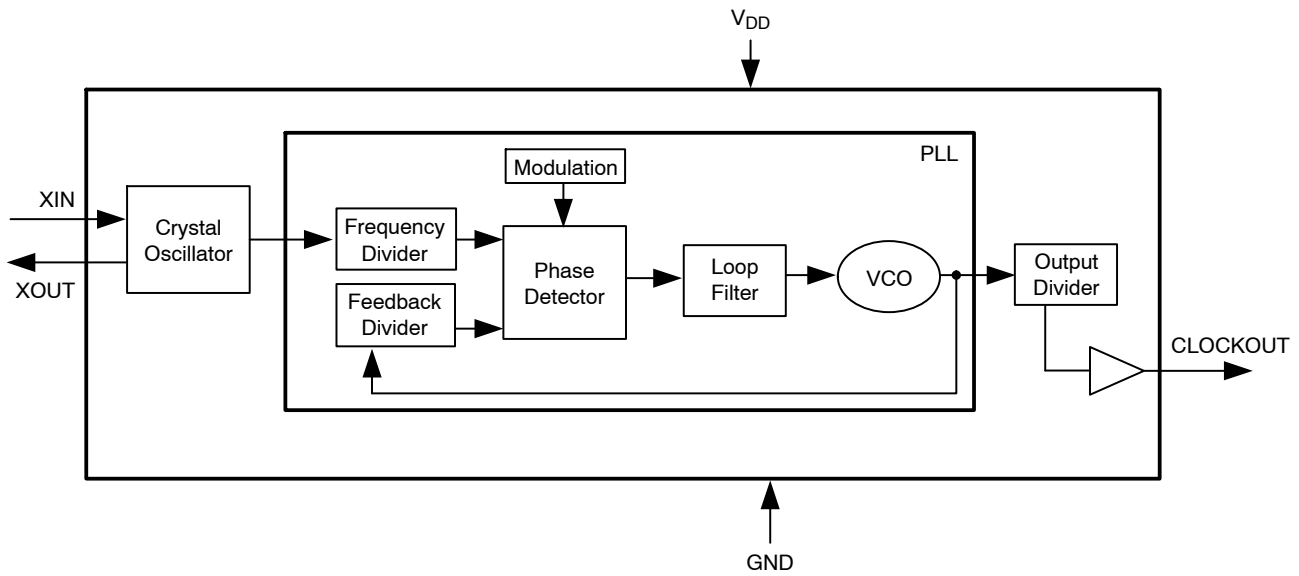 VDD
PLL
Modulation
XIN
Crystal
Oscillator
XOUT
Frequency
Divider
Feedback
Divider
Phase
Detector
Loop
Filter
VCO
Output
Divider
CLOCKOUT
GND